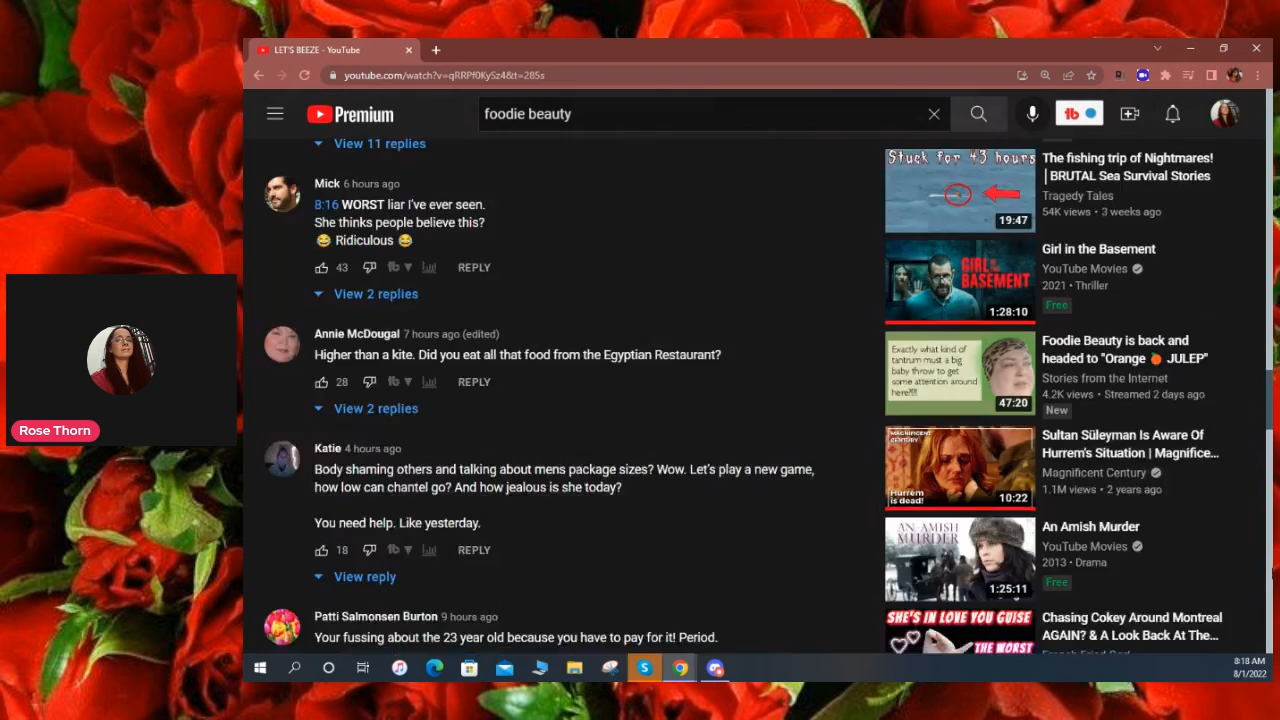 LET'S BEEZE - YouTube
youtube.com/watch?v=qRRPf0KySz4&t=285s
Premium
foodie beauty
View 11 replies
Mick 6 hours ago
8:16 WORST liar I've ever seen.
She thinks people believe this?
😂 Ridiculous 😂
43 REPLY
View 2 replies
Annie McDougal 7 hours ago (edited)
Higher than a kite. Did you eat all that food from the Egyptian Restaurant?
28 REPLY
View 2 replies
Katie 4 hours ago
Body shaming others and talking about mens package sizes? Wow. Let's play a new game,
how low can chantel go? And how jealous is she today?
You need help. Like yesterday.
18 REPLY
View reply
Patti Salmonsen Burton 9 hours ago
Your fussing about the 23 year old because you have to pay for it! Period.
Stuck for 43 hours
19:47
The fishing trip of Nightmares!
| BRUTAL Sea Survival Stories
Tragedy Tales
54K views • 3 weeks ago
GIRL IN THE
BASEMENT
1:28:10
Girl in the Basement
YouTube Movies
2021 • Thriller
Free
Exactly what kind of
tantrum must a big
baby throw to get
some attention around
here?!!!
47:20
Foodie Beauty is back and
headed to "Orange 🍊 JULEP"
Stories from the Internet
4.2K views • Streamed 2 days ago
New
MAGNIFICENT
CENTURY
Hurrem
is dead!
10:22
Sultan Süleyman Is Aware Of
Hurrem's Situation | Magnifice...
Magnificent Century
1.1M views • 2 years ago
AN AMISH
MURDER
1:25:11
An Amish Murder
YouTube Movies
2013 • Drama
Free
SHE'S IN LOVE YOU GUISE
THE WORST
Chasing Cokey Around Montreal
AGAIN? & A Look Back At The...
Rose Thorn
8:18 AM
8/1/2022